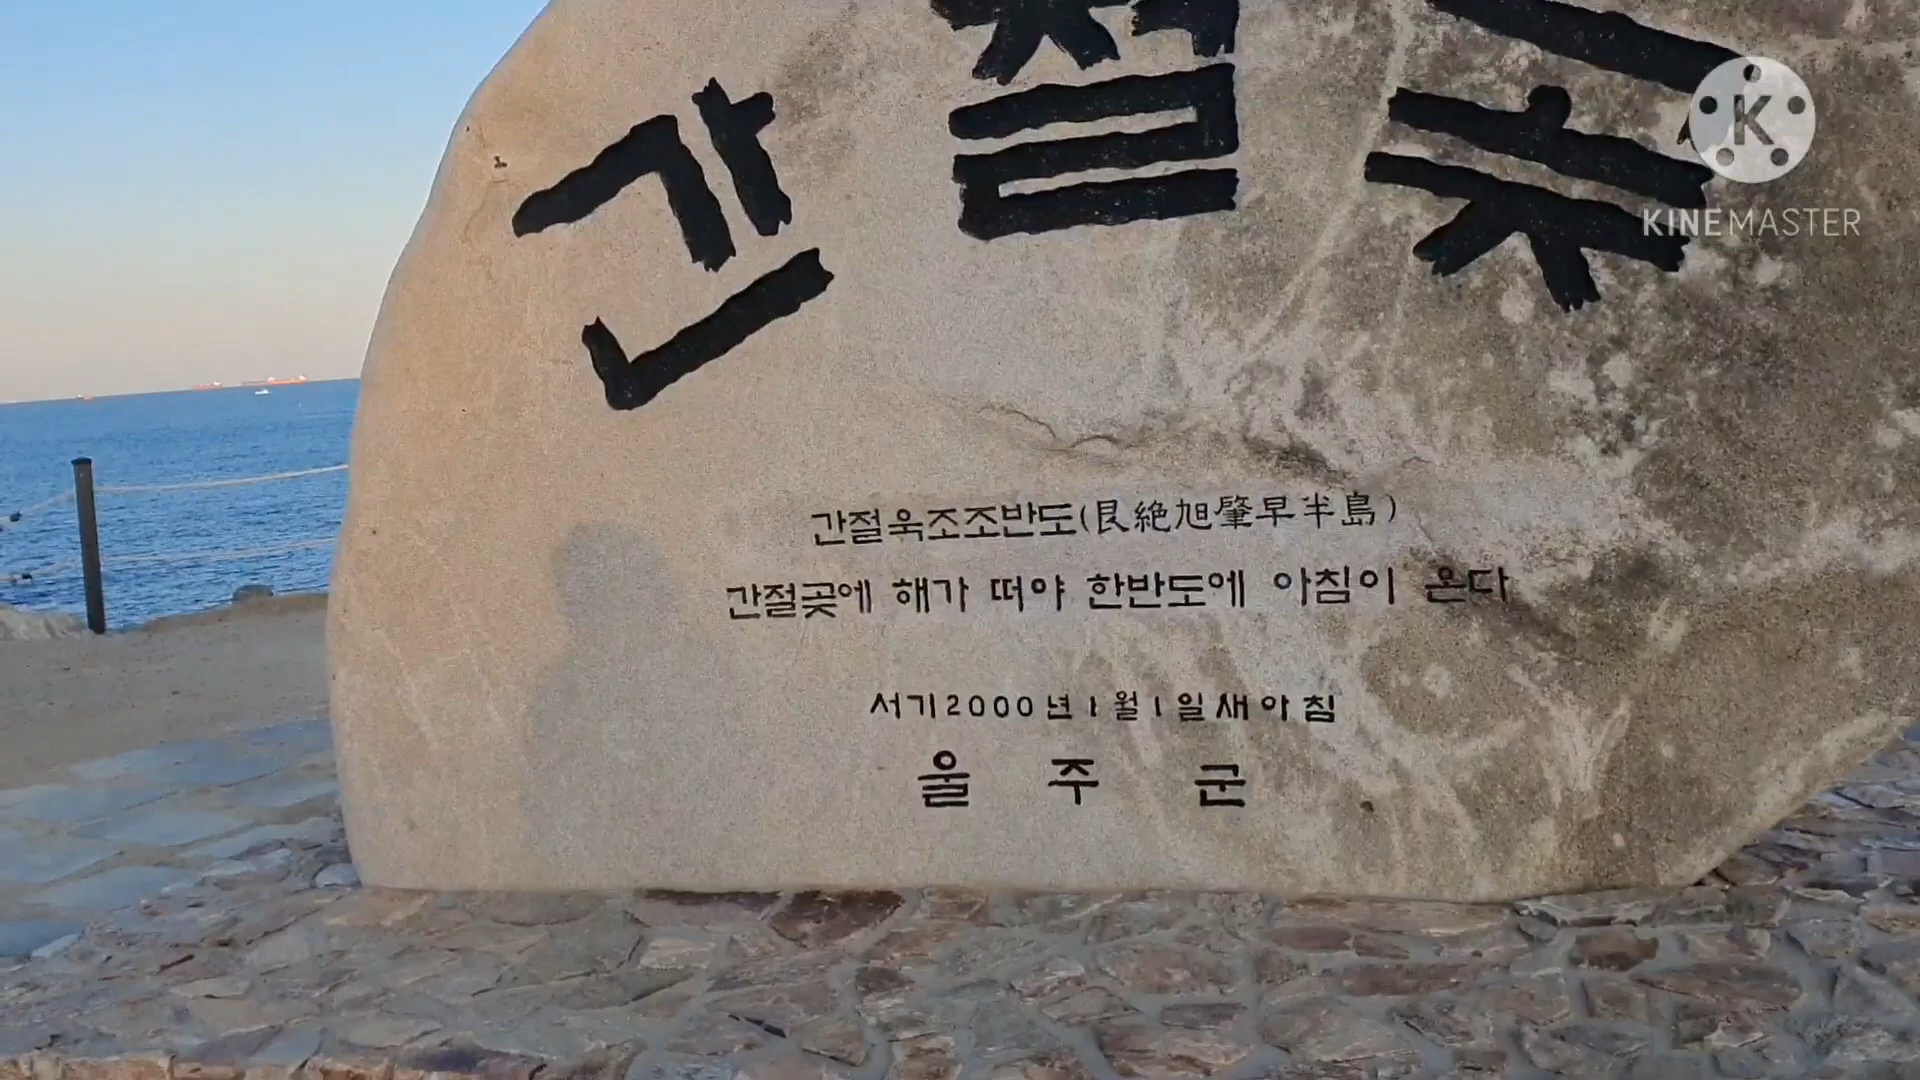 간절곶
K
KINEMASTER
간절욱조조반도(艮絶旭肇早半島)
간절곶에 해가 떠야 한반도에 아침이 온다
서기2000년1월1일새아침
울주군